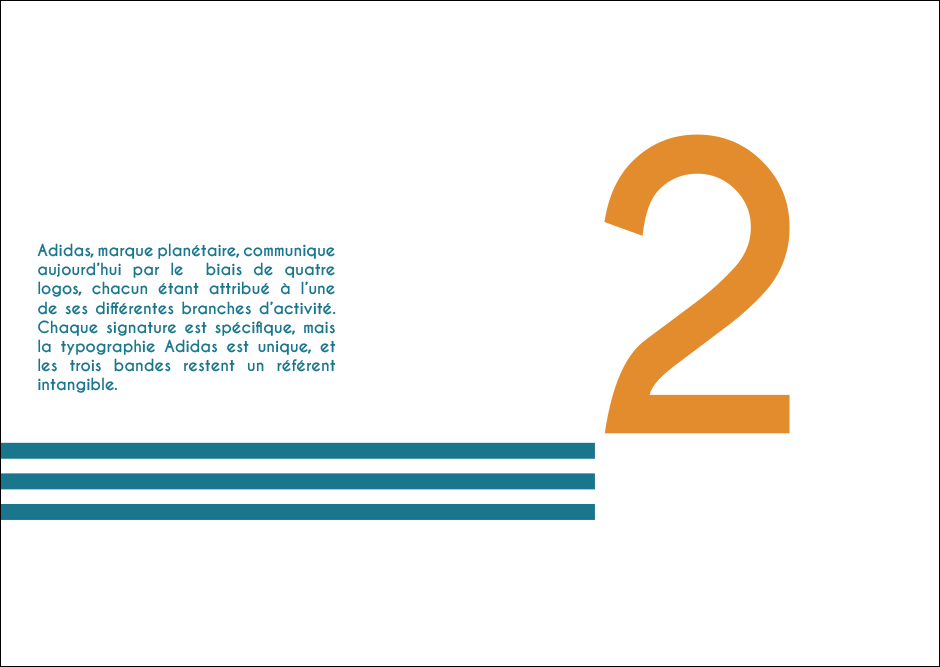 Adidas, marque planétaire, communique
aujourd'hui par le biais de quatre
logos, chacun étant attribué à l'une
de ses différentes branches d'activité.
Chaque signature est spécifique, mais
la typographie Adidas est unique, et
les trois bandes restent un référent
intangible.
2